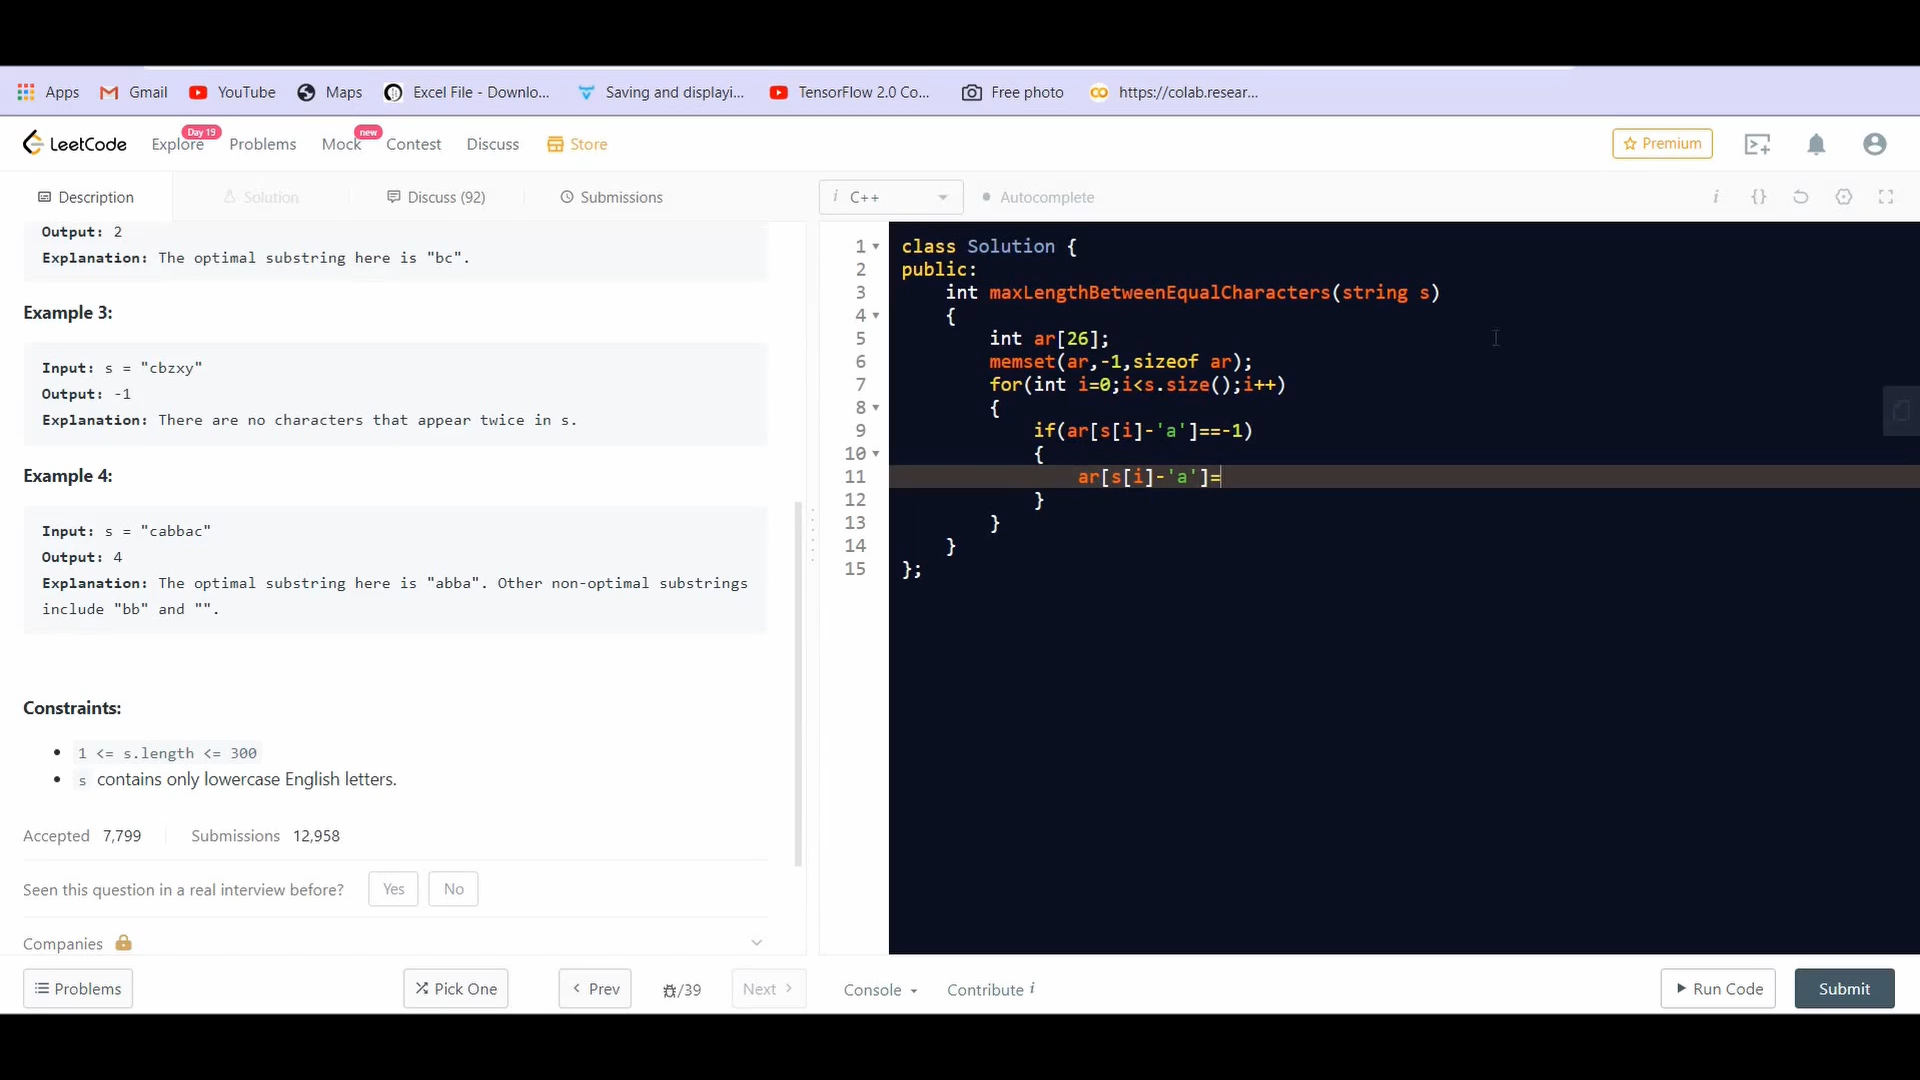 Apps Gmail YouTube Maps Excel File - Downlo... Saving and displayi... TensorFlow 2.0 Co... Free photo https://colab.resear...
LeetCode Explore Day 19 Problems Mock new Contest Discuss Store Premium
Description Solution Discuss (92) Submissions
i C++ Autocomplete i {}
Output: 2
Explanation: The optimal substring here is "bc".
Example 3:
Input: s = "cbzxy"
Output: -1
Explanation: There are no characters that appear twice in s.
Example 4:
Input: s = "cabbac"
Output: 4
Explanation: The optimal substring here is "abba". Other non-optimal substrings
include "bb" and "".
Constraints:
1 <= s.length <= 300
s contains only lowercase English letters.
Accepted 7,799 Submissions 12,958
Seen this question in a real interview before? Yes No
Companies
1 class Solution {
2 public:
3 int maxLengthBetweenEqualCharacters(string s)
4 {
5 int ar[26];
6 memset(ar,-1,sizeof ar);
7 for(int i=0;i<s.size();i++)
8 {
9 if(ar[s[i]-'a']==-1)
10 {
11 ar[s[i]-'a']=
12 }
13 }
14 }
15 };
Problems Pick One < Prev /39 Next > Console Contribute i Run Code Submit